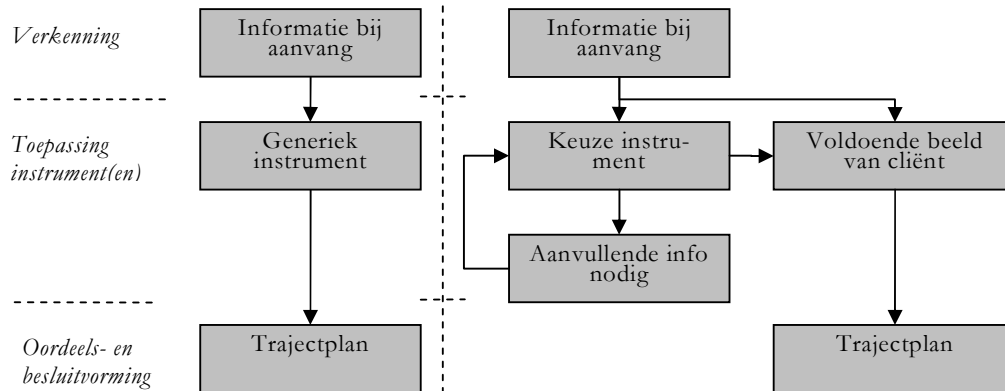 Verkenning
Informatie bij
aanvang
Informatie bij
aanvang
Toepassing
instrument(en)
Generiek
instrument
Keuze instru-
ment
Voldoende beeld
van cliënt
Aanvullende info
nodig
Oordeels- en
besluitvorming
Trajectplan
Trajectplan